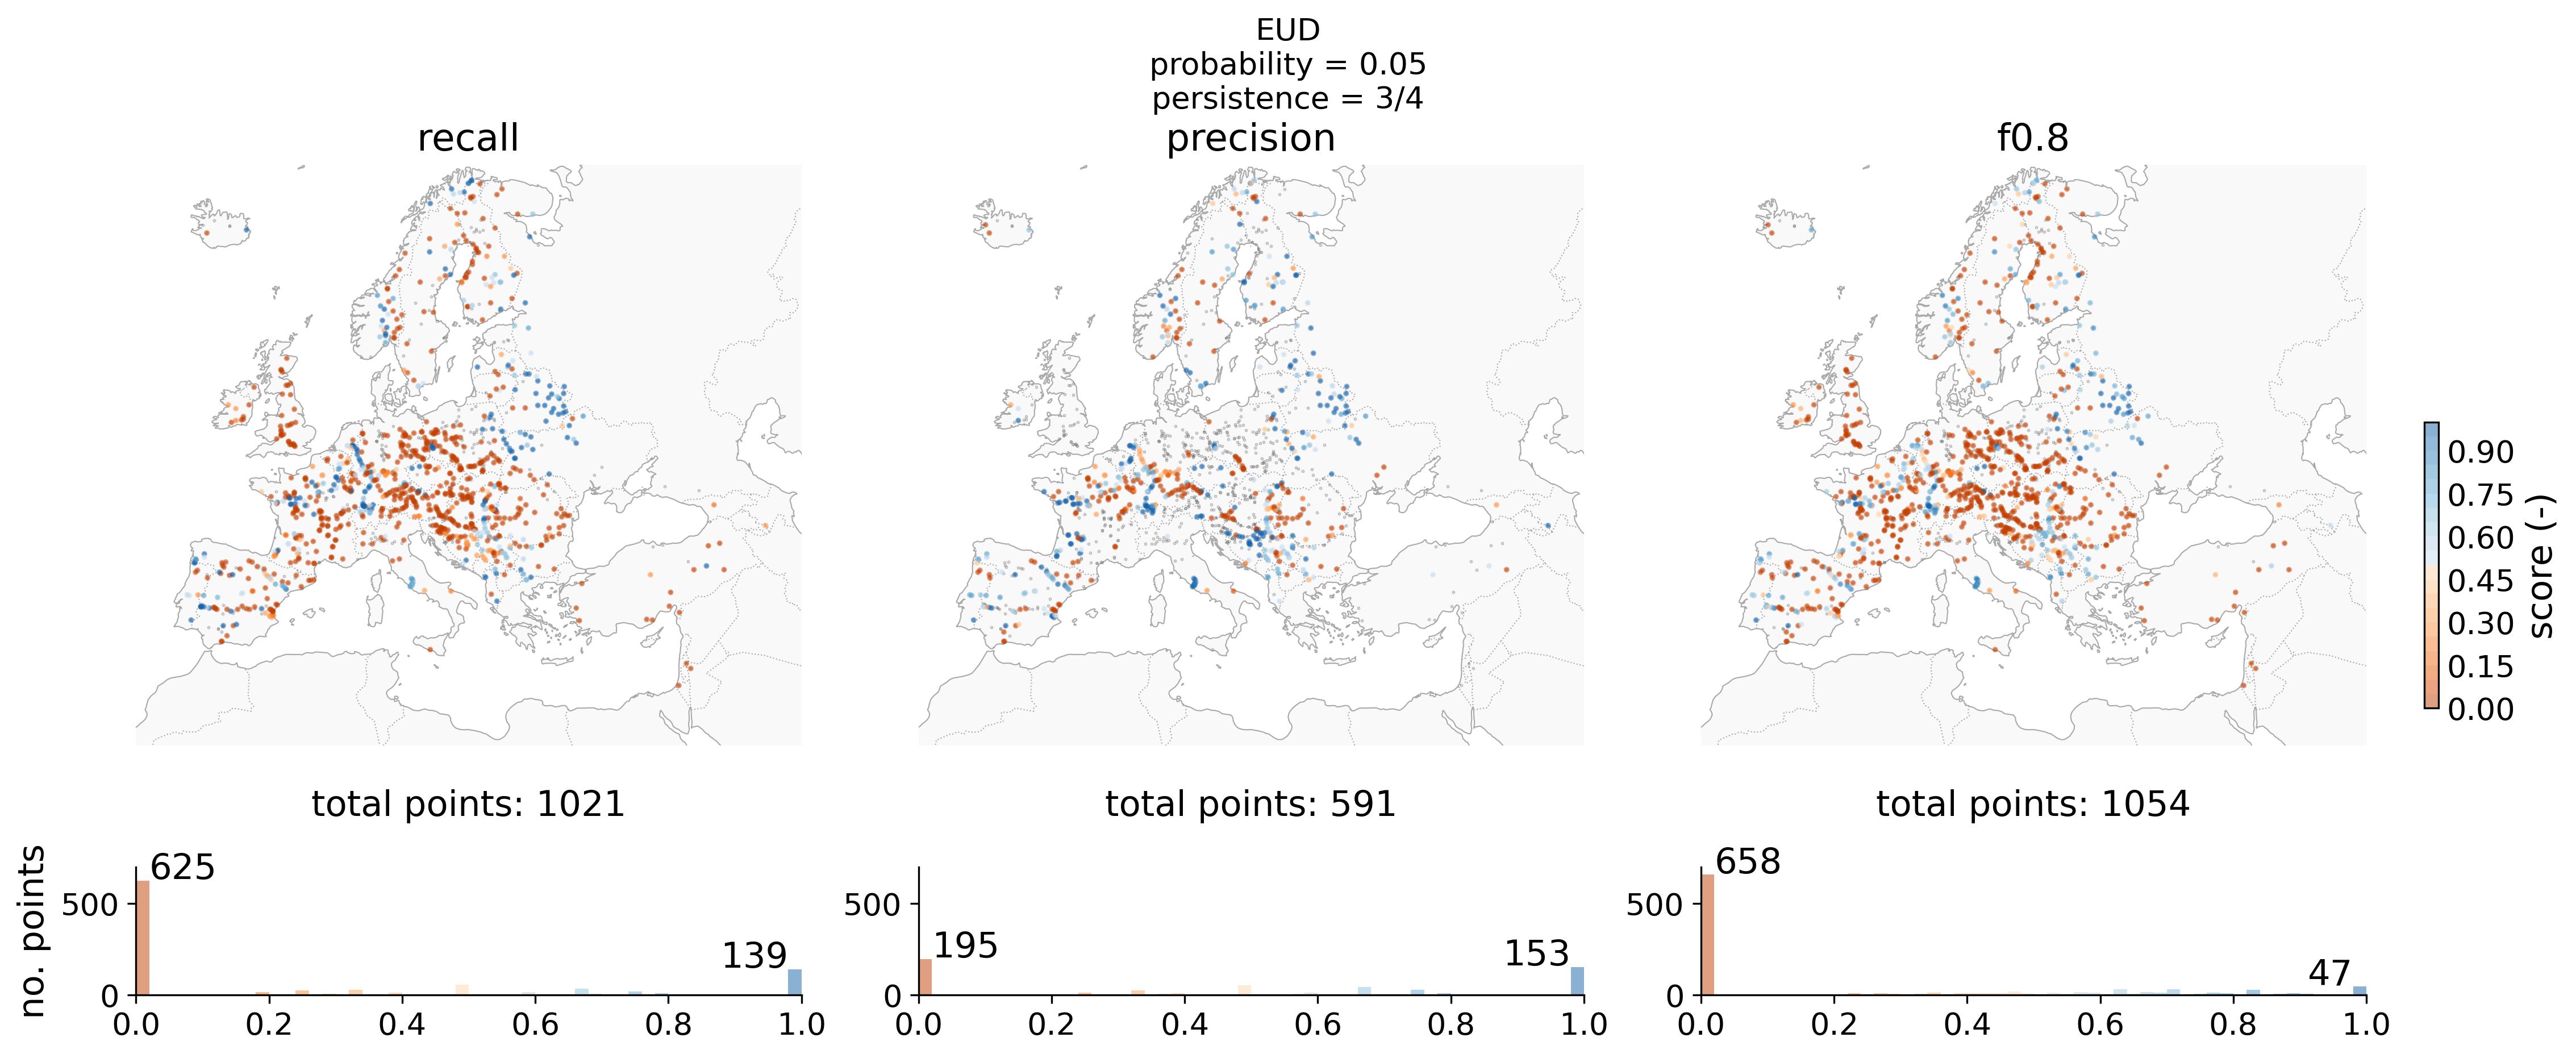 EUD
probability = 0.05
persistence = 3/4
recall
precision
f0.8
0.90
0.75
0.60
0.45
0.30
0.15
0.00
score (-)
total points: 1021
total points: 591
total points: 1054
no. points
500
0
625
139
0.0 0.2 0.4 0.6 0.8 1.0
500
0
195
153
0.0 0.2 0.4 0.6 0.8 1.0
500
0
658
47
0.0 0.2 0.4 0.6 0.8 1.0